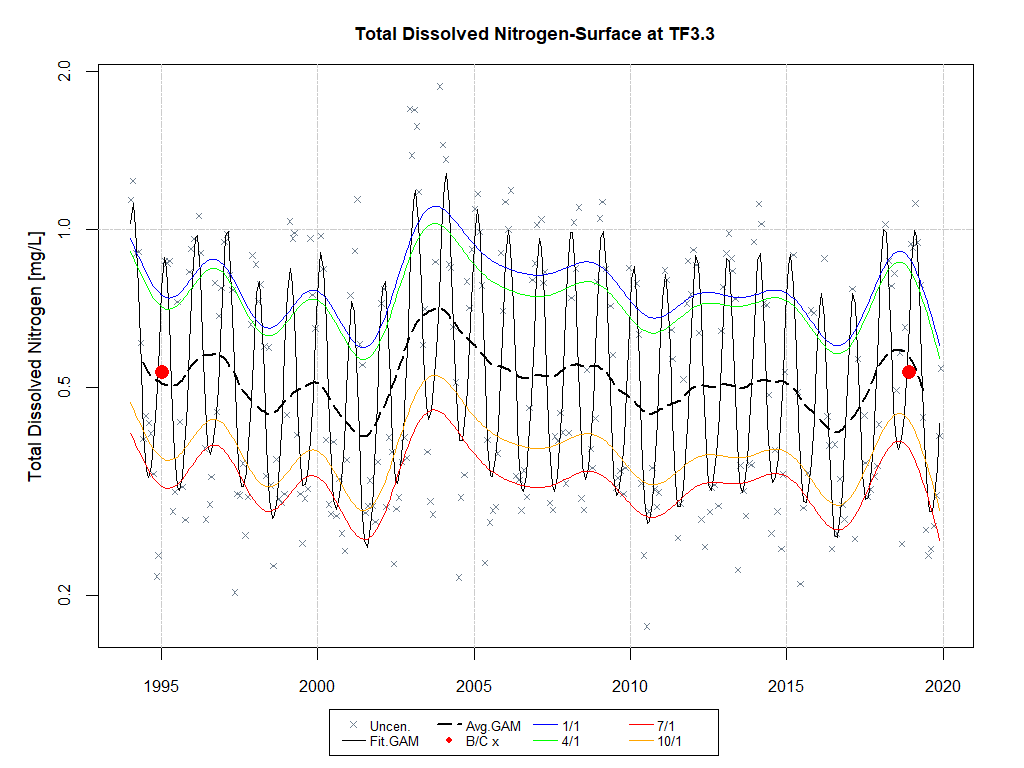 Total Dissolved Nitrogen-Surface at TF3.3
Total Dissolved Nitrogen [mg/L]
2.0
1.0
0.5
0.2
1995 2000 2005 2010 2015 2020
Uncen. Avg.GAM 1/1 7/1
Fit.GAM B/C x 4/1 10/1